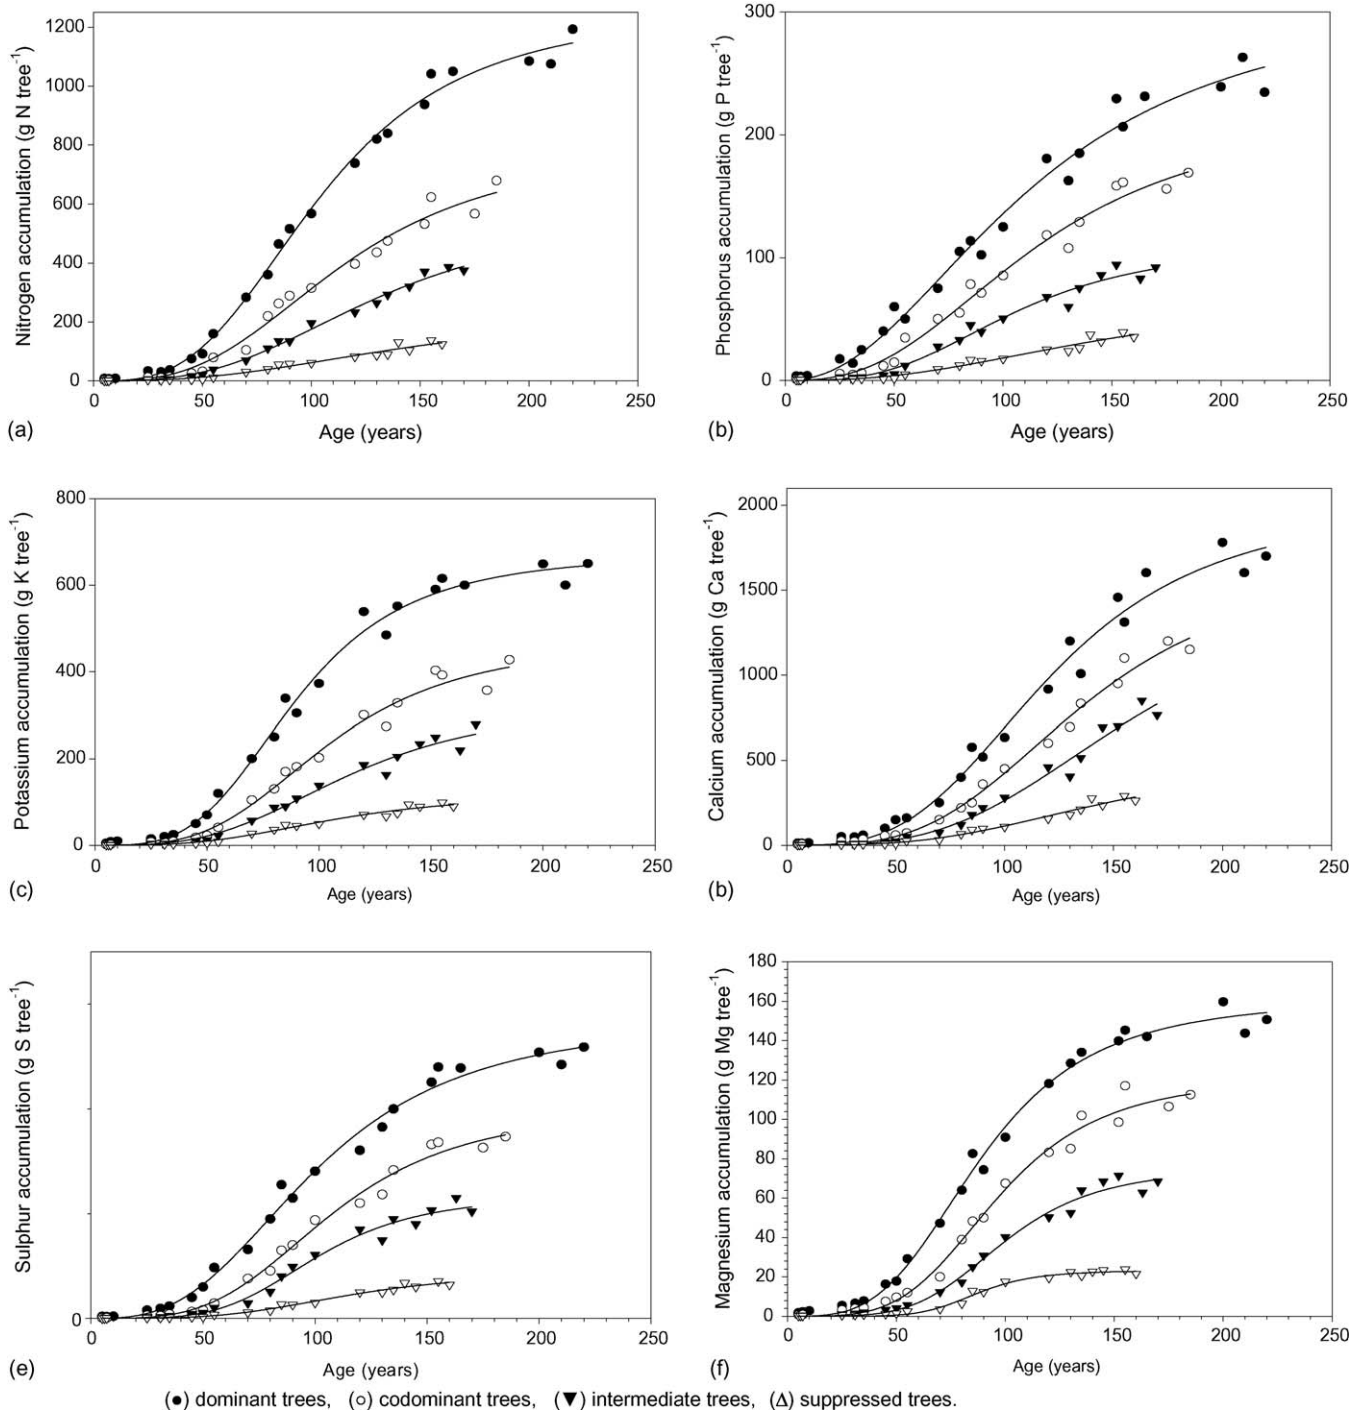 1200
1000
800
600
400
200
0
Nitrogen accumulation (g N tree-1)
0 50 100 150 200 250
(a) Age (years)
300
200
100
0
Phosphorus accumulation (g P tree-1)
0 50 100 150 200 250
(b) Age (years)
800
600
400
200
0
Potassium accumulation (g K tree-1)
0 50 100 150 200 250
(c) Age (years)
2000
1500
1000
500
0
Calcium accumulation (g Ca tree-1)
0 50 100 150 200 250
(b) Age (years)
Sulphur accumulation (g S tree-1)
0
0 50 100 150 200 250
(e) Age (years)
180
160
140
120
100
80
60
40
20
0
Magnesium accumulation (g Mg tree-1)
0 50 100 150 200 250
(f) Age (years)
(●) dominant trees, (○) codominant trees, (▼) intermediate trees, (Δ) suppressed trees.